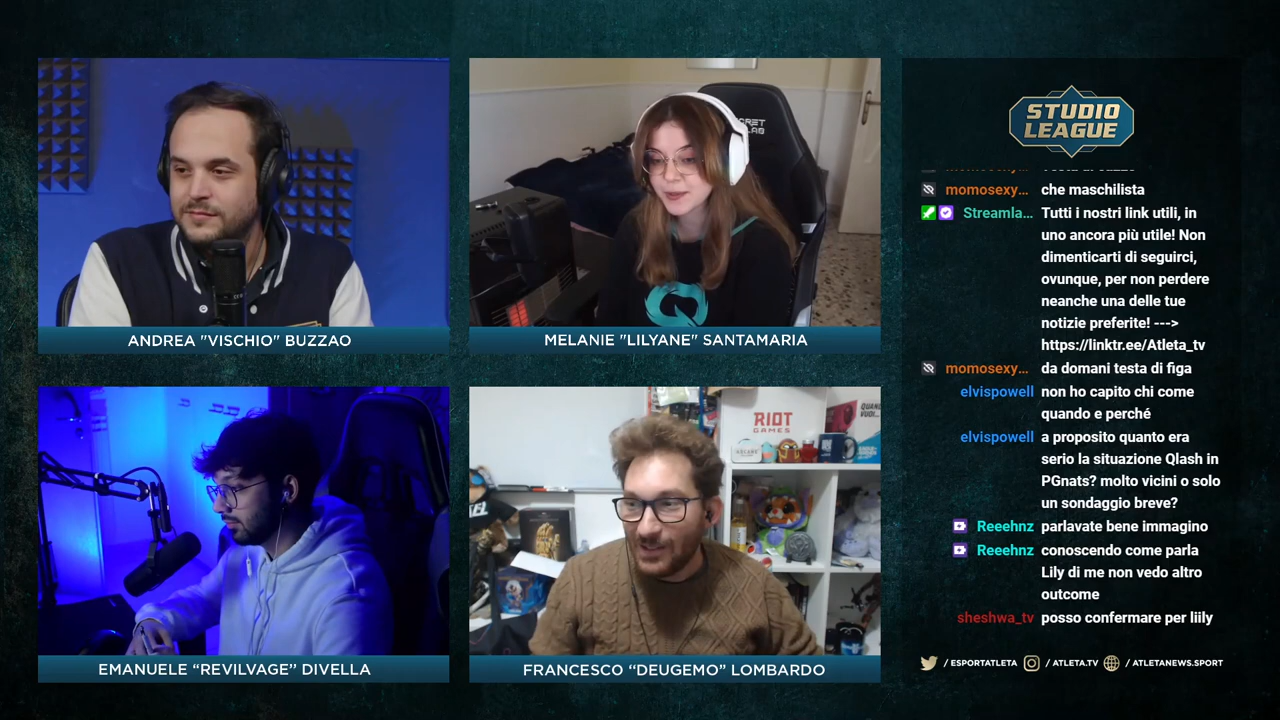 RIOT
GAMES
ANDREA "VISCHIO" BUZZAO
MELANIE "LILYANE" SANTAMARIA
EMANUELE “REVILVAGE” DIVELLA
FRANCESCO “DEUGEMO” LOMBARDO
STUDIO
LEAGUE
momosexy... che maschilista
Streamla... Tutti i nostri link utili, in
uno ancora più utile! Non
dimenticarti di seguirci,
ovunque, per non perdere
neanche una delle tue
notizie preferite! --->
https://linktr.ee/Atleta_tv
momosexy... da domani testa di figa
elvispowell non ho capito chi come
quando e perché
elvispowell a proposito quanto era
serio la situazione Qlash in
PGnats? molto vicini o solo
un sondaggio breve?
Reeehnz parlavate bene immagino
Reeehnz conoscendo come parla
Lily di me non vedo altro
outcome
sheshwa_tv posso confermare per liily
/ ESPORTATLETA / ATLETA.TV / ATLETANEWS.SPORT